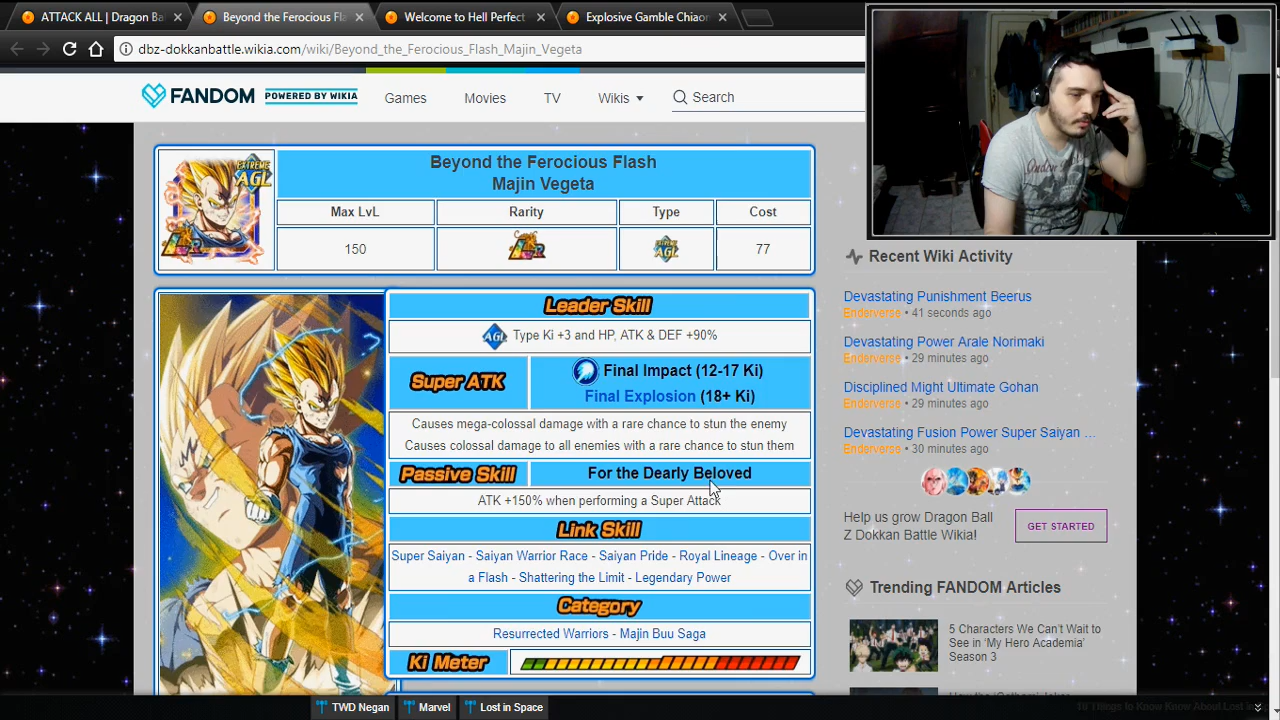 ATTACK ALL | Dragon Ba
Beyond the Ferocious Fla
Welcome to Hell Perfect
Explosive Gamble Chiao
dbz-dokkanbattle.wikia.com/wiki/Beyond_the_Ferocious_Flash_Majin_Vegeta
FANDOM POWERED BY WIKIA
Games Movies TV Wikis Search
Beyond the Ferocious Flash
Majin Vegeta
EXTREME AGL
Max LvL Rarity Type Cost
150 LR EXTREME AGL 77
Leader Skill
AGL Type Ki +3 and HP, ATK & DEF +90%
Super ATK
Final Impact (12-17 Ki)
Final Explosion (18+ Ki)
Causes mega-colossal damage with a rare chance to stun the enemy
Causes colossal damage to all enemies with a rare chance to stun them
Passive Skill For the Dearly Beloved
ATK +150% when performing a Super Attack
Link Skill
Super Saiyan - Saiyan Warrior Race - Saiyan Pride - Royal Lineage - Over in
a Flash - Shattering the Limit - Legendary Power
Category
Resurrected Warriors - Majin Buu Saga
Ki Meter
Recent Wiki Activity
Devastating Punishment Beerus
Enderverse • 41 seconds ago
Devastating Power Arale Norimaki
Enderverse • 29 minutes ago
Disciplined Might Ultimate Gohan
Enderverse • 29 minutes ago
Devastating Fusion Power Super Saiyan ...
Enderverse • 30 minutes ago
Help us grow Dragon Ball
Z Dokkan Battle Wikia!
GET STARTED
Trending FANDOM Articles
5 Characters We Can't Wait to
See in 'My Hero Academia'
Season 3
TWD Negan Marvel Lost in Space